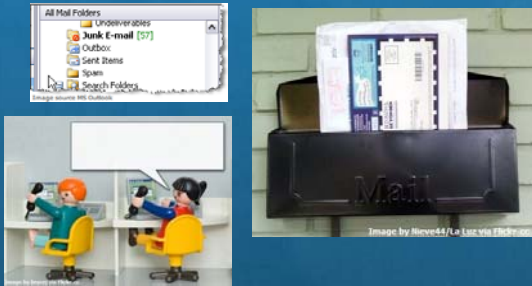 All Mail Folders
Undeliverables
Junk E-mail [57]
Outbox
Sent Items
Spam
Search Folders
Image source MS Outlook
Mail
Image by Nieve44/La Luz via Flickr-cc